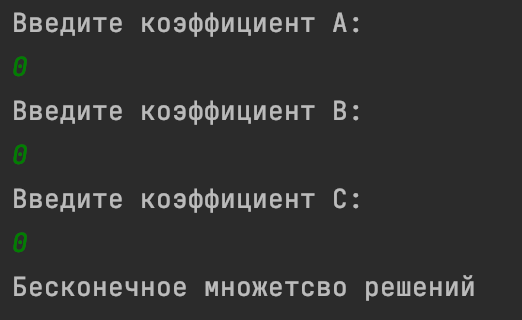 Введите коэффициент A:
0
Введите коэффициент B:
0
Введите коэффициент C:
0
Бесконечное множетсво решений